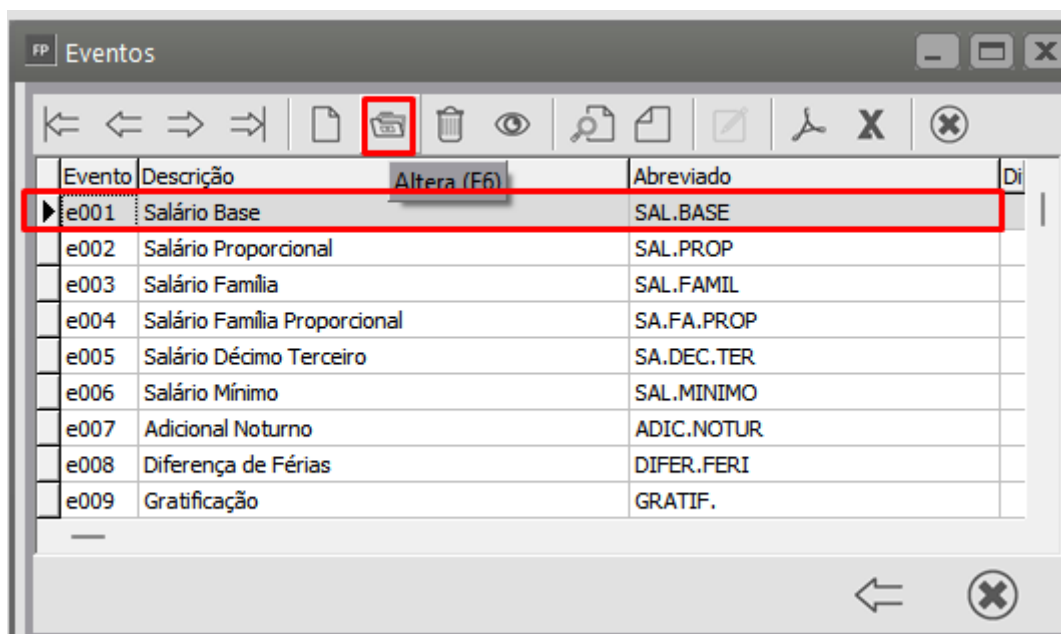 FP Eventos
X
Altera (F6)
Evento Descrição Abreviado Di
e001 Salário Base SAL.BASE
e002 Salário Proporcional SAL.PROP
e003 Salário Família SAL.FAMIL
e004 Salário Família Proporcional SA.FA.PROP
e005 Salário Décimo Terceiro SA.DEC.TER
e006 Salário Mínimo SAL.MINIMO
e007 Adicional Noturno ADIC.NOTUR
e008 Diferença de Férias DIFER.FERI
e009 Gratificação GRATIF.